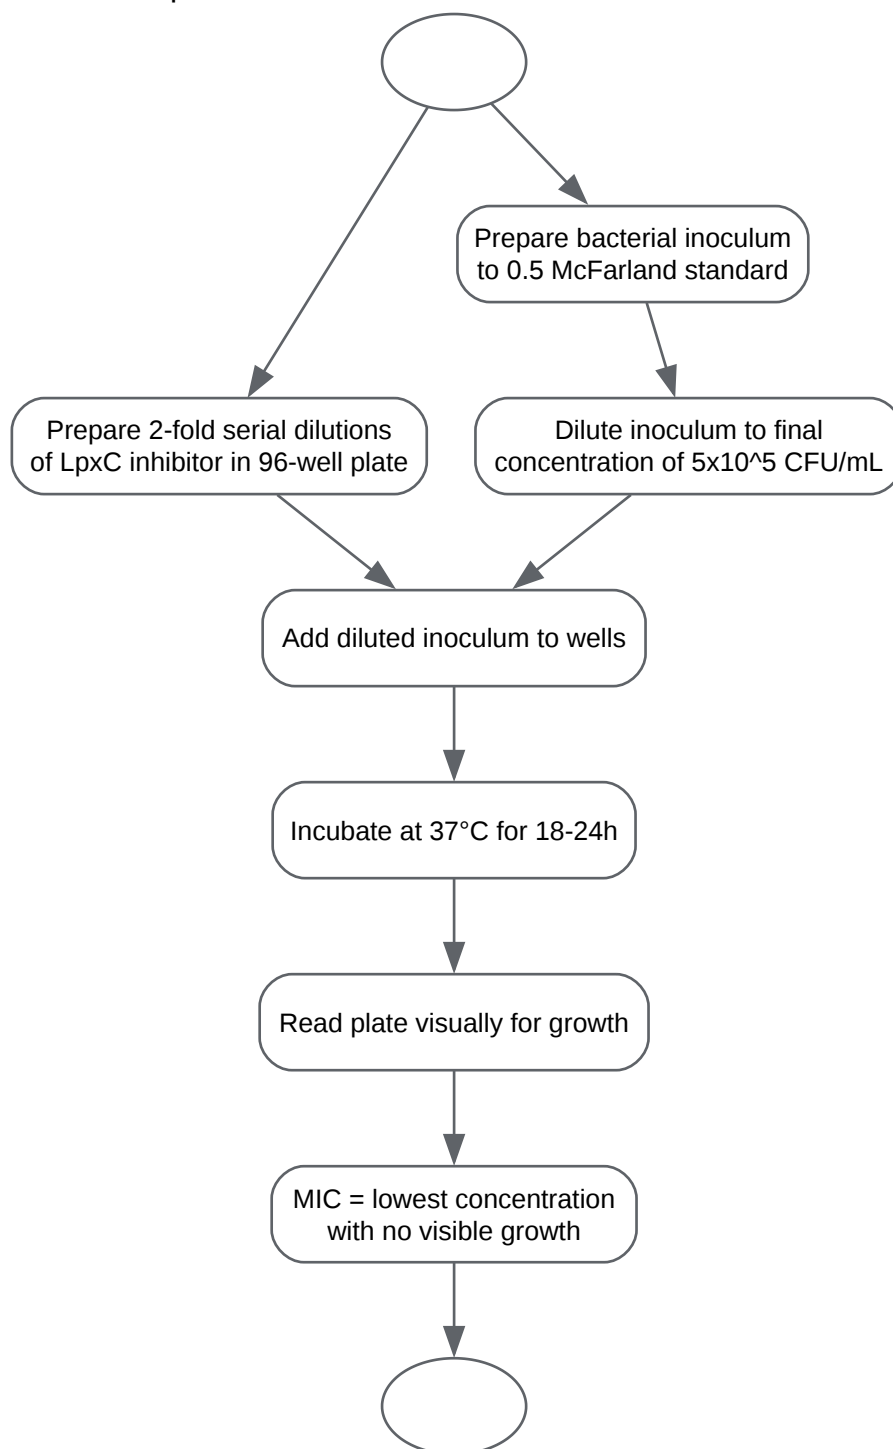 Prepare bacterial inoculum
to 0.5 McFarland standard
Prepare 2-fold serial dilutions
of LpxC inhibitor in 96-well plate
Dilute inoculum to final
concentration of 5x10^5 CFU/mL
Add diluted inoculum to wells
Incubate at 37°C for 18-24h
Read plate visually for growth
MIC = lowest concentration
with no visible growth